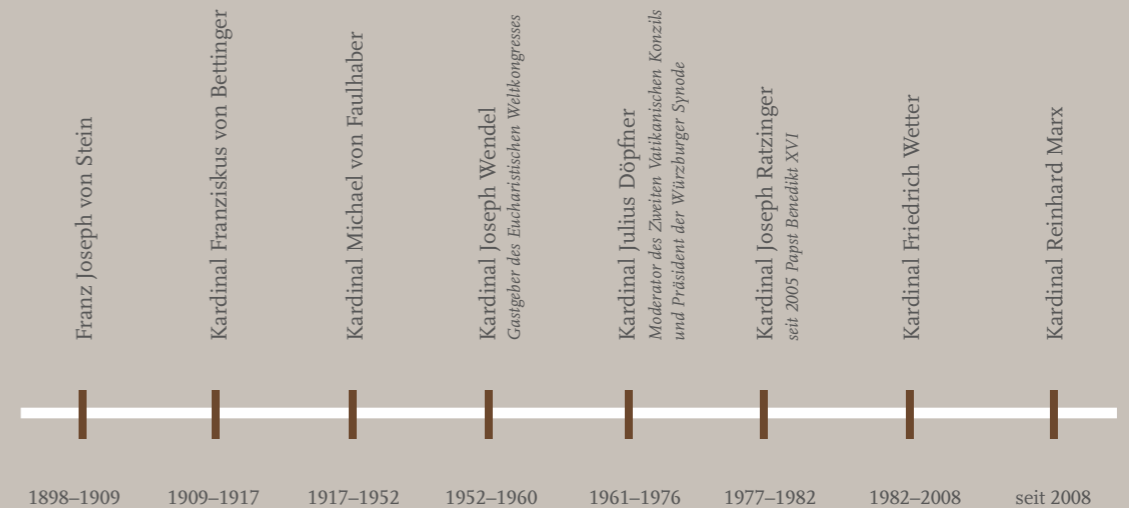 Franz Joseph von Stein
Kardinal Franziskus von Bettinger
Kardinal Michael von Faulhaber
Kardinal Joseph Wendel
Gastgeber des Eucharistischen Weltkongresses
Kardinal Julius Döpfner
Moderator des Zweiten Vatikanischen Konzils
und Präsident der Würzburger Synode
Kardinal Joseph Ratzinger
seit 2005 Papst Benedikt XVI
Kardinal Friedrich Wetter
Kardinal Reinhard Marx
1898–1909
1909–1917
1917–1952
1952–1960
1961–1976
1977–1982
1982–2008
seit 2008